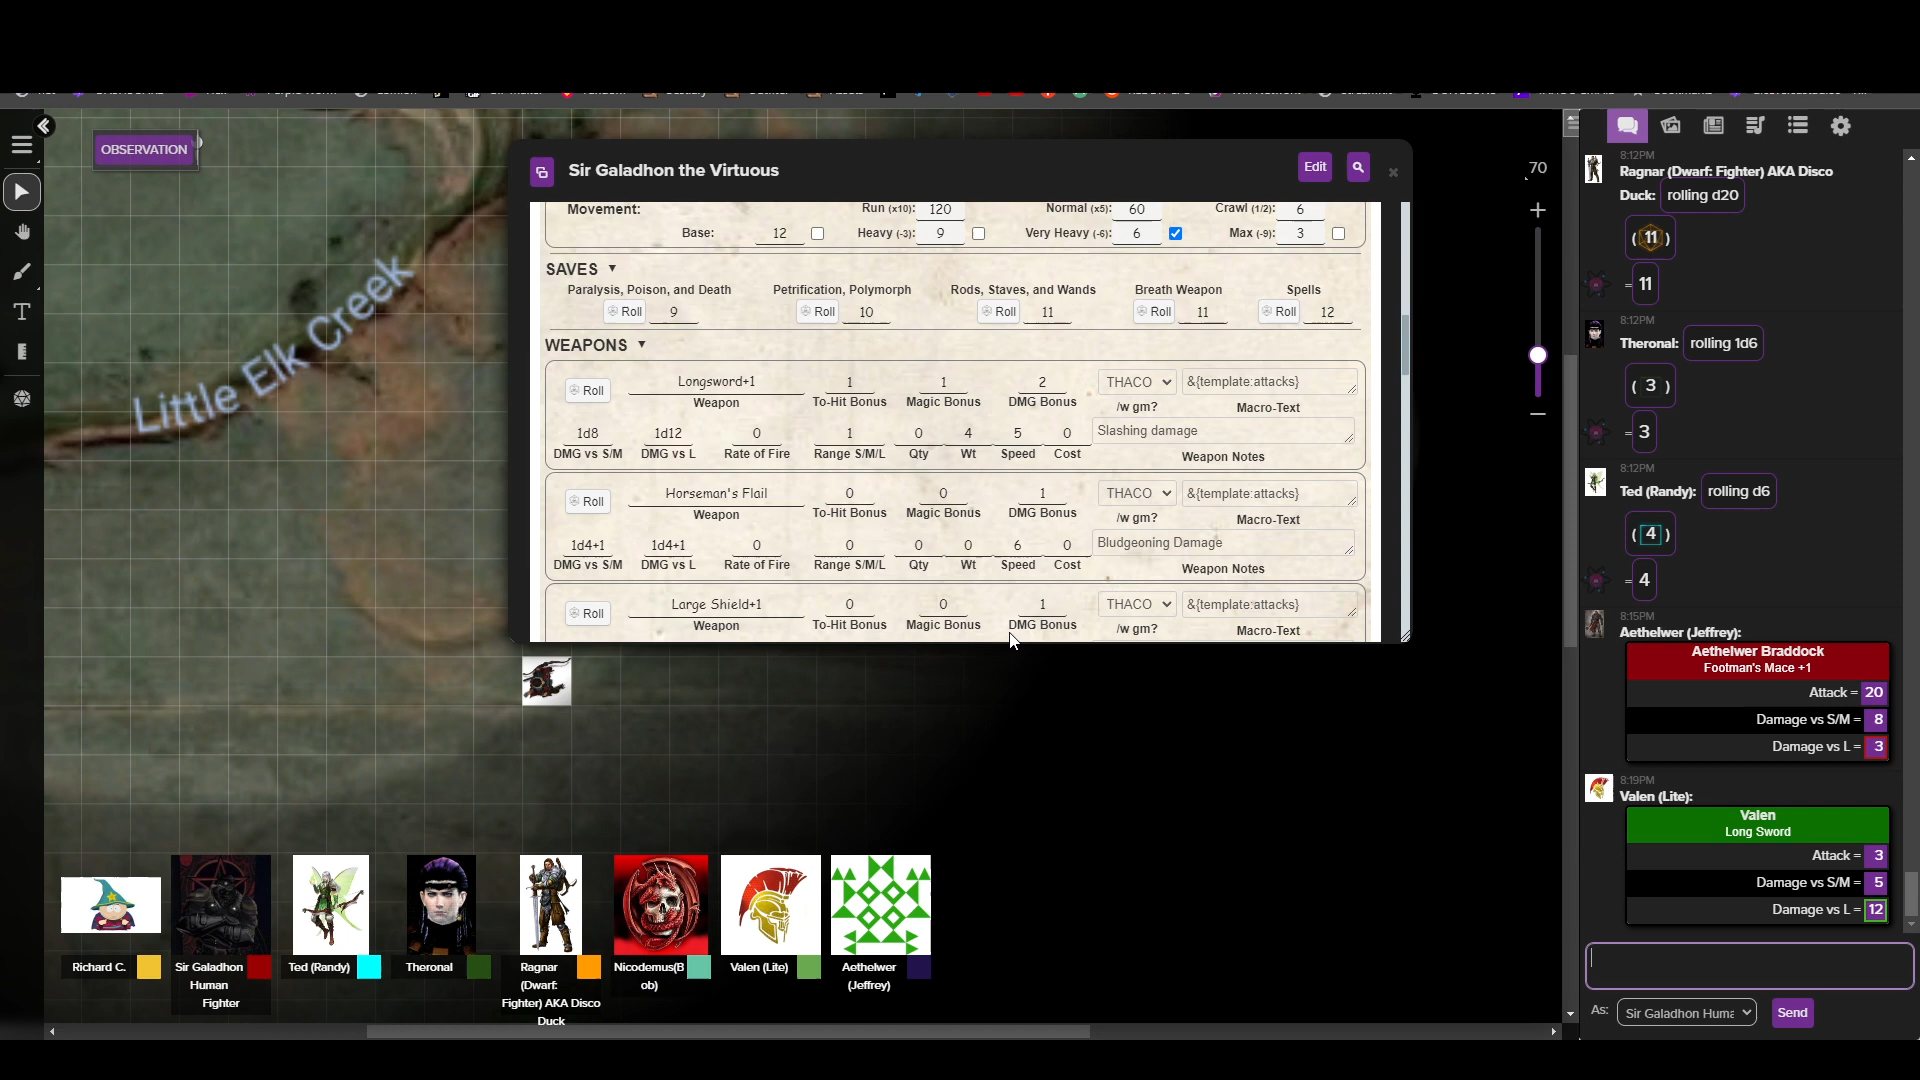 OBSERVATION
Little Elk Creek
Sir Galadhon the Virtuous
Edit
Movement:
Run (x10): 120
Normal (x5): 60
Crawl (1/2): 6
Base: 12
Heavy (-3): 9
Very Heavy (-6): 6
Max (-9): 3
SAVES
Paralysis, Poison, and Death
Petrification, Polymorph
Rods, Staves, and Wands
Breath Weapon
Spells
Roll 9
Roll 10
Roll 11
Roll 11
Roll 12
WEAPONS
Roll
Longsword+1 1 1 2 THACO &{template:attacks}
Weapon To-Hit Bonus Magic Bonus DMG Bonus /w gm? Macro-Text
1d8 1d12 0 1 0 4 5 0 Slashing damage
DMG vs S/M DMG vs L Rate of Fire Range S/M/L Qty Wt Speed Cost Weapon Notes
Roll
Horseman's Flail 0 0 1 THACO &{template:attacks}
Weapon To-Hit Bonus Magic Bonus DMG Bonus /w gm? Macro-Text
1d4+1 1d4+1 0 0 0 0 6 0 Bludgeoning Damage
DMG vs S/M DMG vs L Rate of Fire Range S/M/L Qty Wt Speed Cost Weapon Notes
Roll
Large Shield+1 0 0 1 THACO &{template:attacks}
Weapon To-Hit Bonus Magic Bonus DMG Bonus /w gm? Macro-Text
70
Richard C.
Sir Galadhon
Human
Fighter
Ted (Randy)
Theronal
Ragnar
(Dwarf:
Fighter) AKA Disco
Duck
Nicodemus(B
ob)
Valen (Lite)
Aethelwer
(Jeffrey)
8:12PM
Ragnar (Dwarf: Fighter) AKA Disco
Duck: rolling d20
(11)
=11
8:12PM
Theronal: rolling 1d6
(3)
=3
8:12PM
Ted (Randy): rolling d6
(4)
=4
8:15PM
Aethelwer (Jeffrey):
Aethelwer Braddock
Footman's Mace +1
Attack = 20
Damage vs S/M = 8
Damage vs L = 3
8:19PM
Valen (Lite):
Valen
Long Sword
Attack = 3
Damage vs S/M = 5
Damage vs L = 12
As: Sir Galadhon Huma
Send